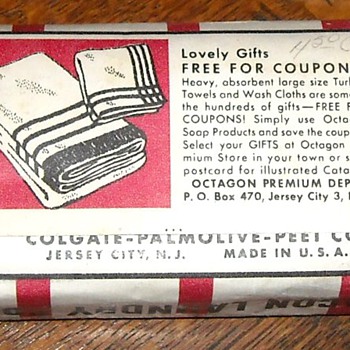 Lovely Gifts
FREE FOR COUPON
Heavy, absorbent large size Tur
Towels and Wash Cloths are som
the hundreds of gifts—FREE F
COUPONS! Simply use Octa
Soap Products and save the coup
Select your GIFTS at Octagon
mium Store in your town or s
postcard for illustrated Cata
OCTAGON PREMIUM DEP
P. O. Box 470, Jersey City 3,
COLGATE-PALMOLIVE-PEET CO
JERSEY CITY, N. J. MADE IN U. S. A.
GON LAUNDRY